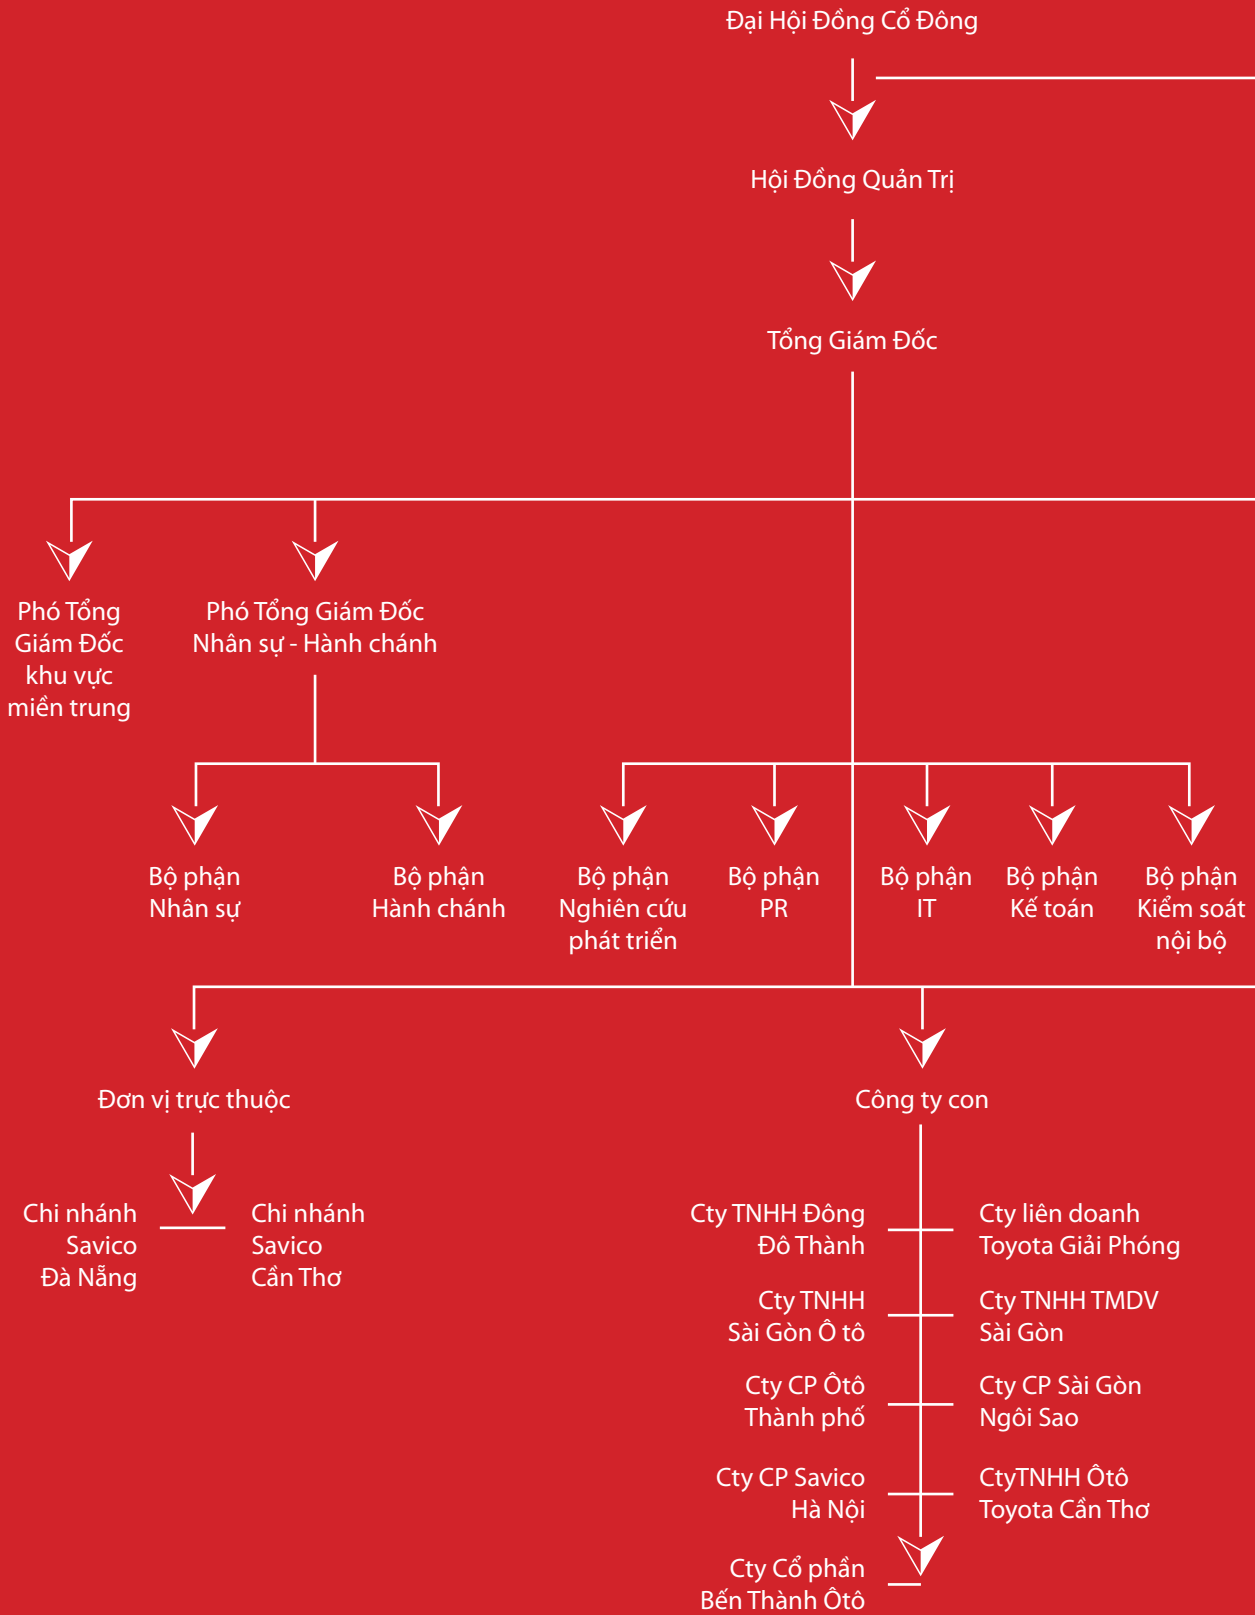 Đại Hội Đồng Cổ Đông
Hội Đồng Quản Trị
Tổng Giám Đốc
Phó Tổng
Giám Đốc
khu vực
miền trung
Phó Tổng Giám Đốc
Nhân sự - Hành chánh
Bộ phận
Nhân sự
Bộ phận
Hành chánh
Bộ phận
Nghiên cứu
phát triển
Bộ phận
PR
Bộ phận
IT
Bộ phận
Kế toán
Bộ phận
Kiểm soát
nội bộ
Đơn vị trực thuộc
Chi nhánh
Savico
Đà Nẵng
Chi nhánh
Savico
Cần Thơ
Công ty con
Cty TNHH Đông
Đô Thành
Cty liên doanh
Toyota Giải Phóng
Cty TNHH
Sài Gòn Ô tô
Cty TNHH TMDV
Sài Gòn
Cty CP Ôtô
Thành phố
Cty CP Sài Gòn
Ngôi Sao
Cty CP Savico
Hà Nội
CtyTNHH Ôtô
Toyota Cần Thơ
Cty Cổ phần
Bến Thành Ôtô